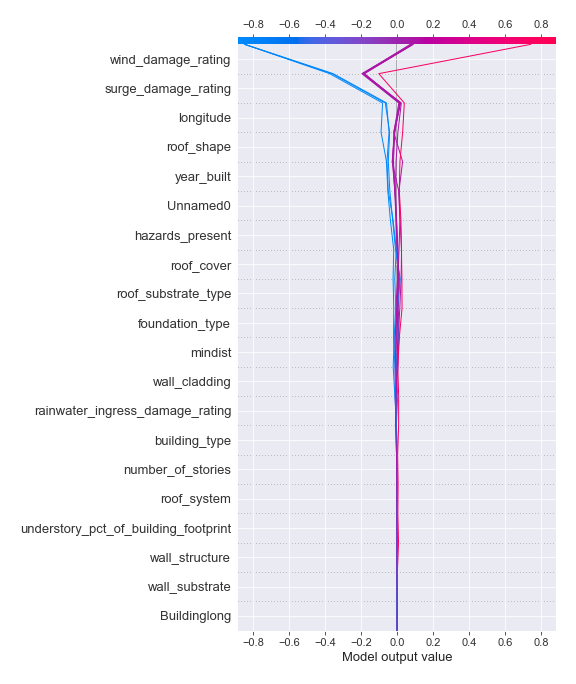 −0.8 −0.6 −0.4 −0.2 0.0 0.2 0.4 0.6 0.8
wind_damage_rating
surge_damage_rating
longitude
roof_shape
year_built
Unnamed0
hazards_present
roof_cover
roof_substrate_type
foundation_type
mindist
wall_cladding
rainwater_ingress_damage_rating
building_type
number_of_stories
roof_system
understory_pct_of_building_footprint
wall_structure
wall_substrate
Buildinglong
−0.8 −0.6 −0.4 −0.2 0.0 0.2 0.4 0.6 0.8
Model output value